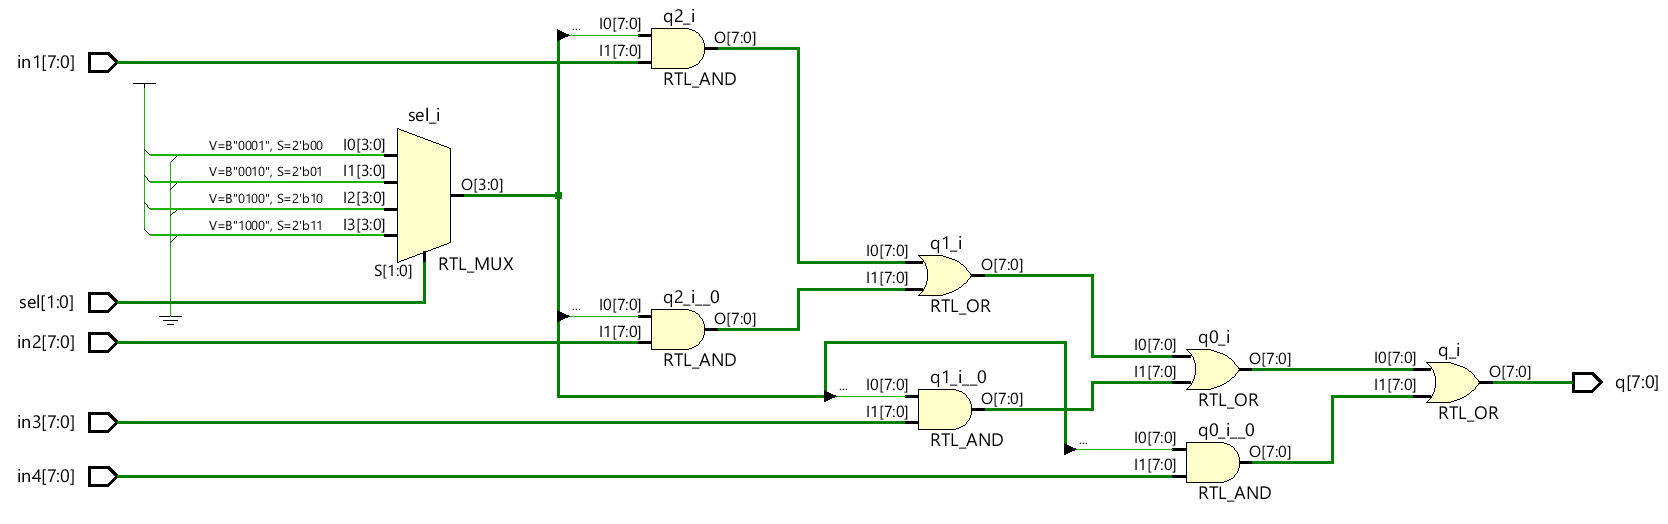 q2_i
... I0[7:0]
O[7:0]
in1[7:0]
I1[7:0]
RTL_AND
sel_i
V=B"0001", S=2'b00 I0[3:0]
V=B"0010", S=2'b01 I1[3:0]
O[3:0]
V=B"0100", S=2'b10 I2[3:0]
V=B"1000", S=2'b11 I3[3:0]
S[1:0]
RTL_MUX
q1_i
I0[7:0]
O[7:0]
I1[7:0]
RTL_OR
sel[1:0]
q2_i__0
... I0[7:0]
O[7:0]
in2[7:0]
I1[7:0]
RTL_AND
q0_i
I0[7:0]
O[7:0]
I1[7:0]
RTL_OR
q_i
I0[7:0]
O[7:0]
q[7:0]
I1[7:0]
RTL_OR
q1_i__0
... I0[7:0]
O[7:0]
in3[7:0]
I1[7:0]
RTL_AND
q0_i__0
... I0[7:0]
O[7:0]
in4[7:0]
I1[7:0]
RTL_AND